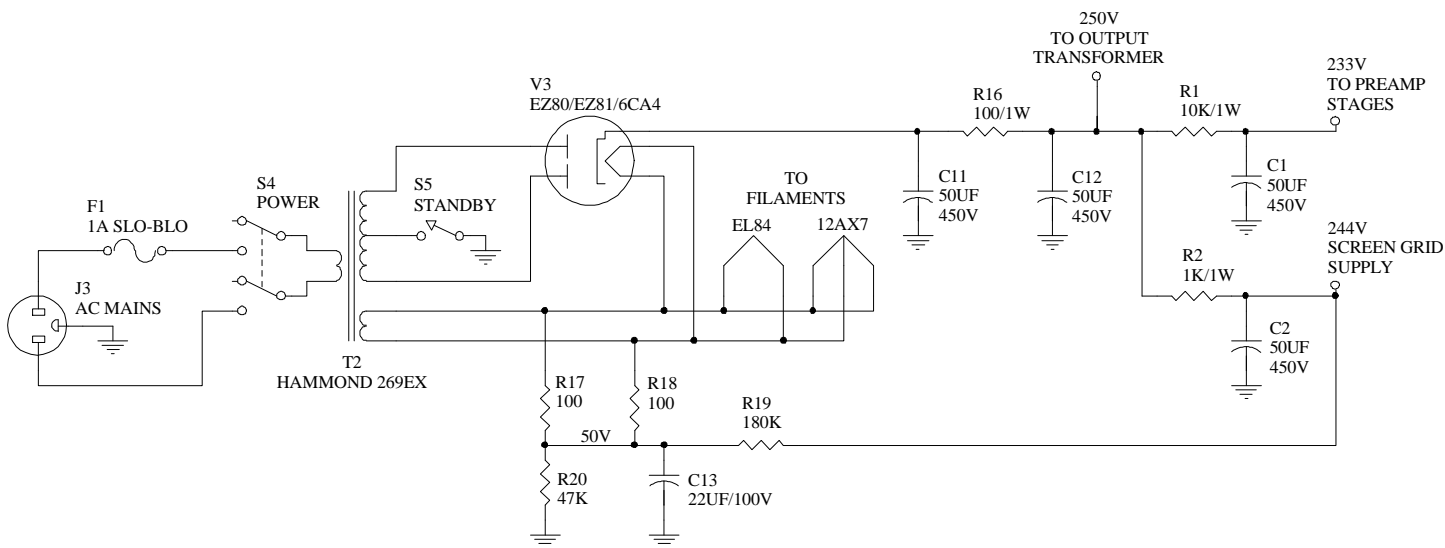 250V
TO OUTPUT
TRANSFORMER
233V
TO PREAMP
STAGES
V3
EZ80/EZ81/6CA4
R16
100/1W
R1
10K/1W
S4
POWER
S5
STANDBY
TO
FILAMENTS
C11
50UF
450V
C12
50UF
450V
C1
50UF
450V
F1
1A SLO-BLO
EL84
12AX7
244V
SCREEN GRID
SUPPLY
R2
1K/1W
J3
AC MAINS
C2
50UF
450V
T2
HAMMOND 269EX
R17
100
R18
100
R19
180K
50V
R20
47K
C13
22UF/100V